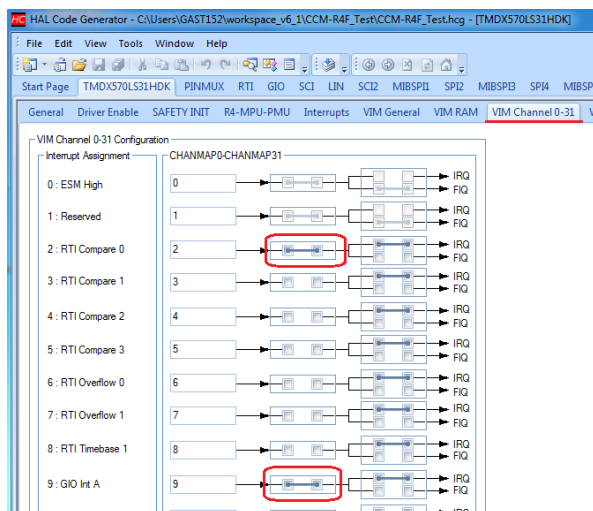 HC HAL Code Generator - C:\Users\GAST152\workspace_v6_1\CCM-R4F_Test\CCM-R4F_Test.hcg - [TMDX570LS31HDK]
File Edit View Tools Window Help
Start Page TMDX570LS31HDK PINMUX RTI GIO SCI LIN SCI2 MIBSPI1 SPI2 MIBSPI3 SPI4 MIBSP
General Driver Enable SAFETY INIT R4-MPU-PMU Interrupts VIM General VIM RAM VIM Channel 0-31 V
VIM Channel 0-31 Configuration
Interrupt Assignment CHANMAP0-CHANMAP31
0 : ESM High 0 IRQ
FIQ
1 : Reserved 1 IRQ
FIQ
2 : RTI Compare 0 2 IRQ
FIQ
3 : RTI Compare 1 3 IRQ
FIQ
4 : RTI Compare 2 4 IRQ
FIQ
5 : RTI Compare 3 5 IRQ
FIQ
6 : RTI Overflow 0 6 IRQ
FIQ
7 : RTI Overflow 1 7 IRQ
FIQ
8 : RTI Timebase 1 8 IRQ
FIQ
9 : GIO Int A 9 IRQ
FIQ